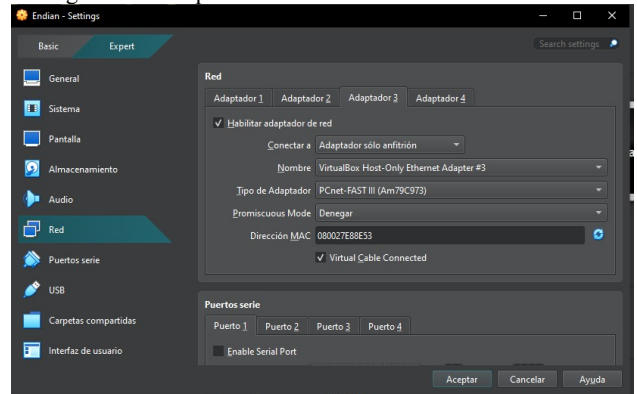 Endian - Settings
Basic Expert
Search settings
General
Sistema
Pantalla
Almacenamiento
Audio
Red
Puertos serie
USB
Carpetas compartidas
Interfaz de usuario
Red
Adaptador 1 Adaptador 2 Adaptador 3 Adaptador 4
Habilitar adaptador de red
Conectar a Adaptador sólo anfitrión
Nombre VirtualBox Host-Only Ethernet Adapter #3
Tipo de Adaptador PCnet-FAST III (Am79C973)
Promiscuous Mode Denegar
Dirección MAC 080027E88E53
Virtual Cable Connected
Puertos serie
Puerto 1 Puerto 2 Puerto 3 Puerto 4
Enable Serial Port
Aceptar Cancelar Ayuda